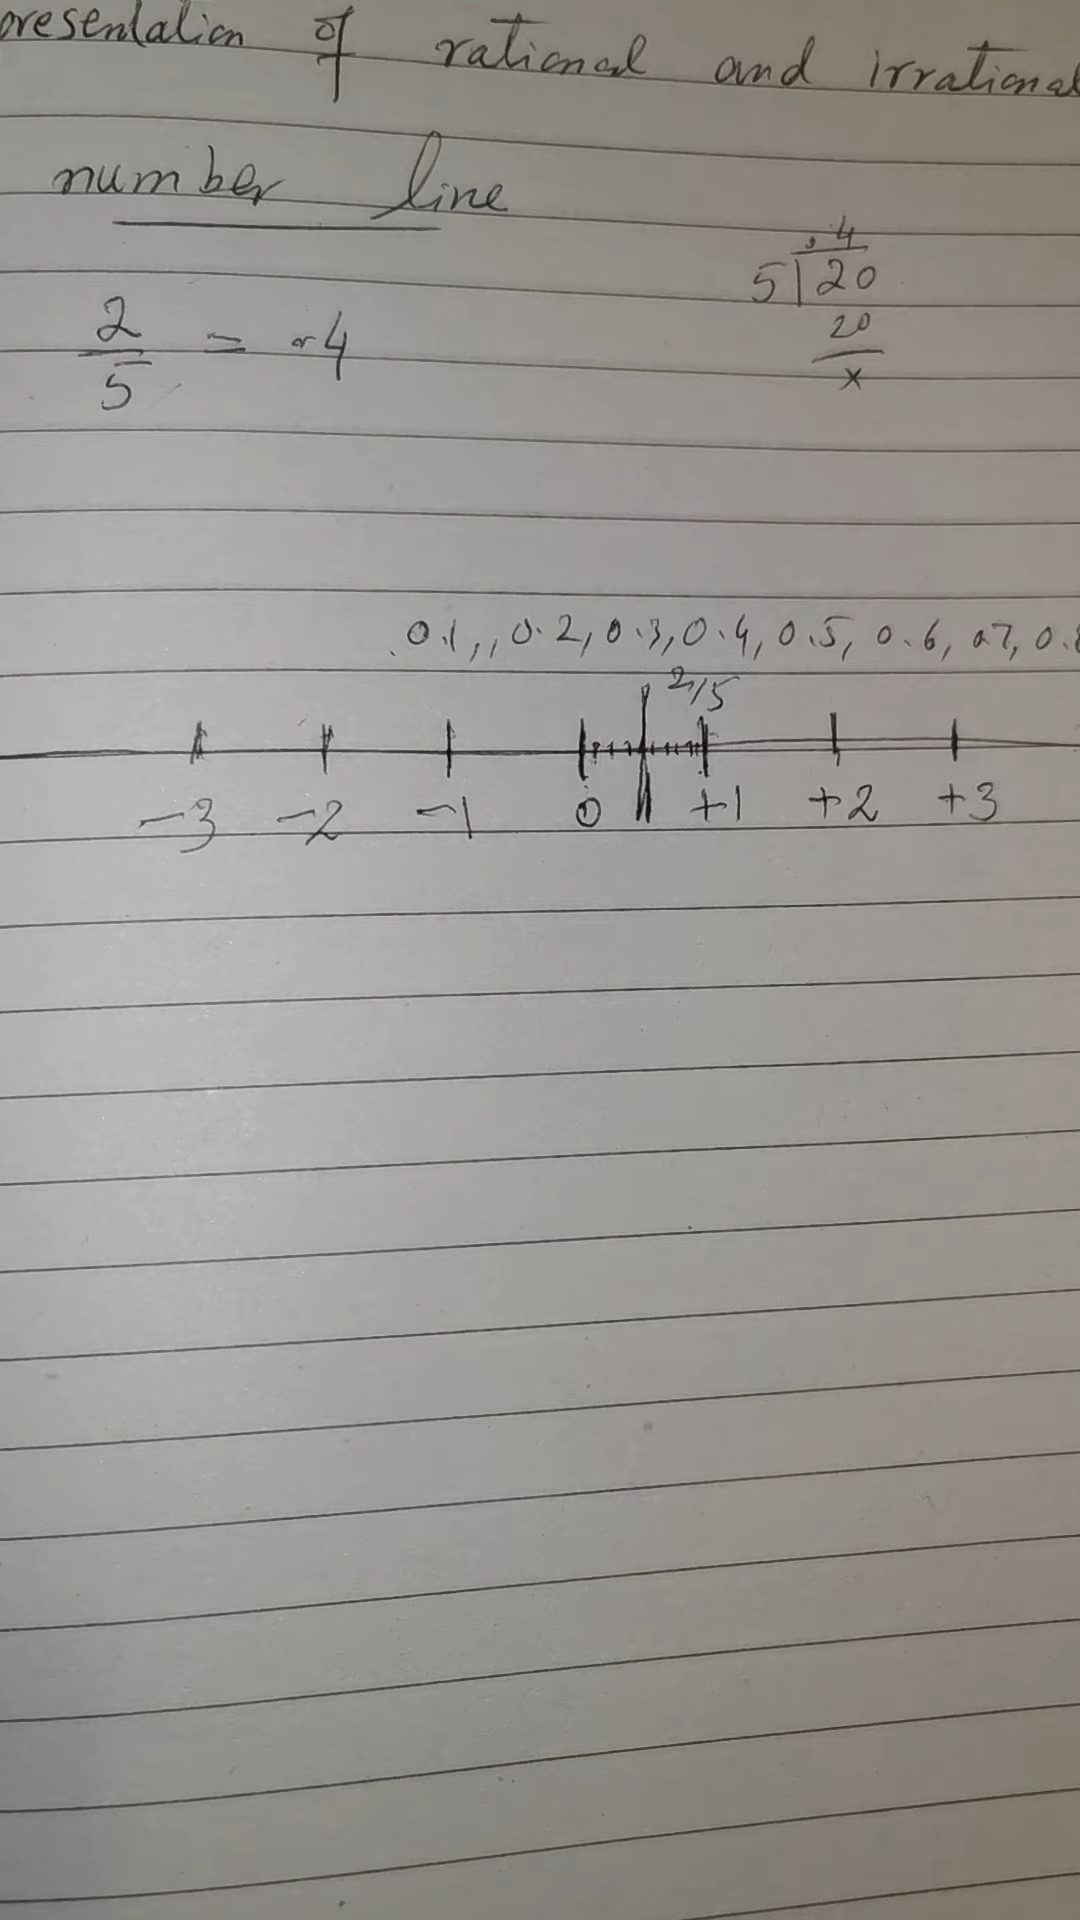 presentation of rational and irrational
number line
.4
5 20
2/5 = .4
20
x
0.1,, 0.2, 0.3, 0.4, 0.5, 0.6, 0.7, 0.8
2/5
-3 -2 -1 0 +1 +2 +3